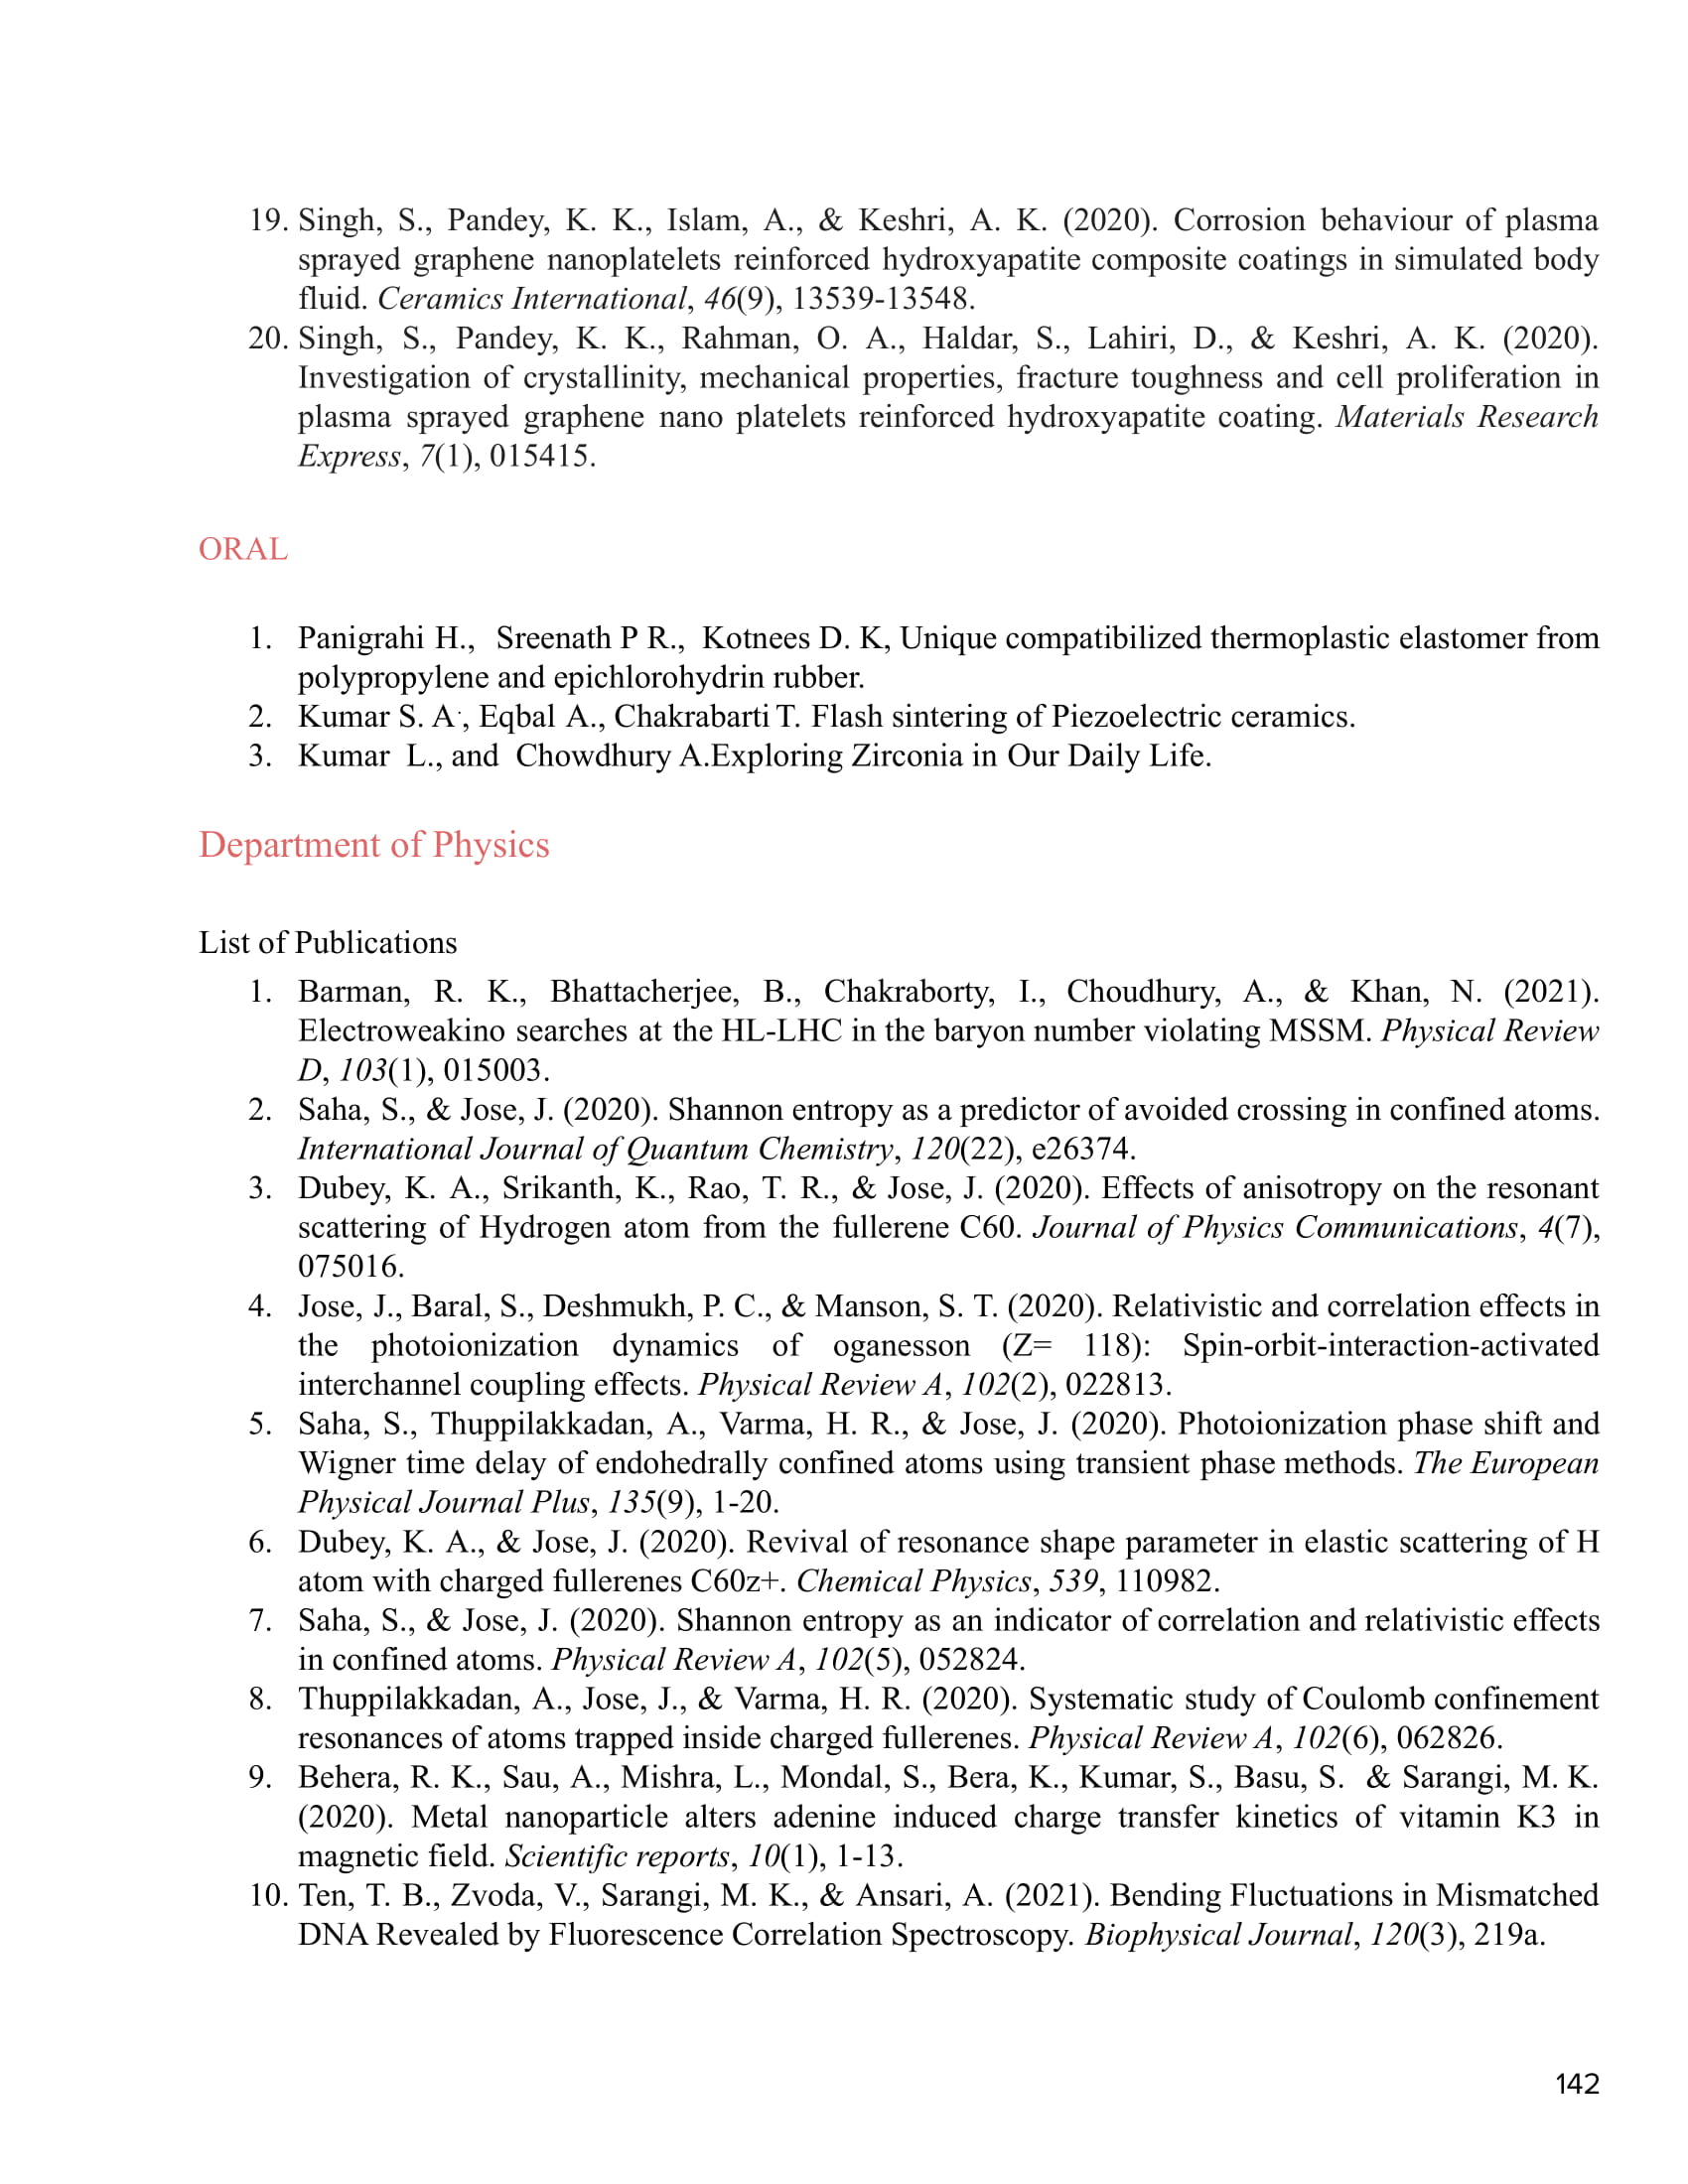 19. Singh, S., Pandey, K. K., Islam, A., & Keshri, A. K. (2020). Corrosion behaviour of plasma
sprayed graphene nanoplatelets reinforced hydroxyapatite composite coatings in simulated body
fluid. Ceramics International, 46(9), 13539-13548.
20. Singh, S., Pandey, K. K., Rahman, O. A., Haldar, S., Lahiri, D., & Keshri, A. K. (2020).
Investigation of crystallinity, mechanical properties, fracture toughness and cell proliferation in
plasma sprayed graphene nano platelets reinforced hydroxyapatite coating. Materials Research
Express, 7(1), 015415.
ORAL
1. Panigrahi H., Sreenath P R., Kotnees D. K, Unique compatibilized thermoplastic elastomer from
polypropylene and epichlorohydrin rubber.
2. Kumar S. A., Eqbal A., Chakrabarti T. Flash sintering of Piezoelectric ceramics.
3. Kumar L., and Chowdhury A.Exploring Zirconia in Our Daily Life.
Department of Physics
List of Publications
1. Barman, R. K., Bhattacherjee, B., Chakraborty, I., Choudhury, A., & Khan, N. (2021).
Electroweakino searches at the HL-LHC in the baryon number violating MSSM. Physical Review
D, 103(1), 015003.
2. Saha, S., & Jose, J. (2020). Shannon entropy as a predictor of avoided crossing in confined atoms.
International Journal of Quantum Chemistry, 120(22), e26374.
3. Dubey, K. A., Srikanth, K., Rao, T. R., & Jose, J. (2020). Effects of anisotropy on the resonant
scattering of Hydrogen atom from the fullerene C60. Journal of Physics Communications, 4(7),
075016.
4. Jose, J., Baral, S., Deshmukh, P. C., & Manson, S. T. (2020). Relativistic and correlation effects in
the photoionization dynamics of oganesson (Z= 118): Spin-orbit-interaction-activated
interchannel coupling effects. Physical Review A, 102(2), 022813.
5. Saha, S., Thuppilakkadan, A., Varma, H. R., & Jose, J. (2020). Photoionization phase shift and
Wigner time delay of endohedrally confined atoms using transient phase methods. The European
Physical Journal Plus, 135(9), 1-20.
6. Dubey, K. A., & Jose, J. (2020). Revival of resonance shape parameter in elastic scattering of H
atom with charged fullerenes C60z+. Chemical Physics, 539, 110982.
7. Saha, S., & Jose, J. (2020). Shannon entropy as an indicator of correlation and relativistic effects
in confined atoms. Physical Review A, 102(5), 052824.
8. Thuppilakkadan, A., Jose, J., & Varma, H. R. (2020). Systematic study of Coulomb confinement
resonances of atoms trapped inside charged fullerenes. Physical Review A, 102(6), 062826.
9. Behera, R. K., Sau, A., Mishra, L., Mondal, S., Bera, K., Kumar, S., Basu, S. & Sarangi, M. K.
(2020). Metal nanoparticle alters adenine induced charge transfer kinetics of vitamin K3 in
magnetic field. Scientific reports, 10(1), 1-13.
10. Ten, T. B., Zvoda, V., Sarangi, M. K., & Ansari, A. (2021). Bending Fluctuations in Mismatched
DNA Revealed by Fluorescence Correlation Spectroscopy. Biophysical Journal, 120(3), 219a.
142